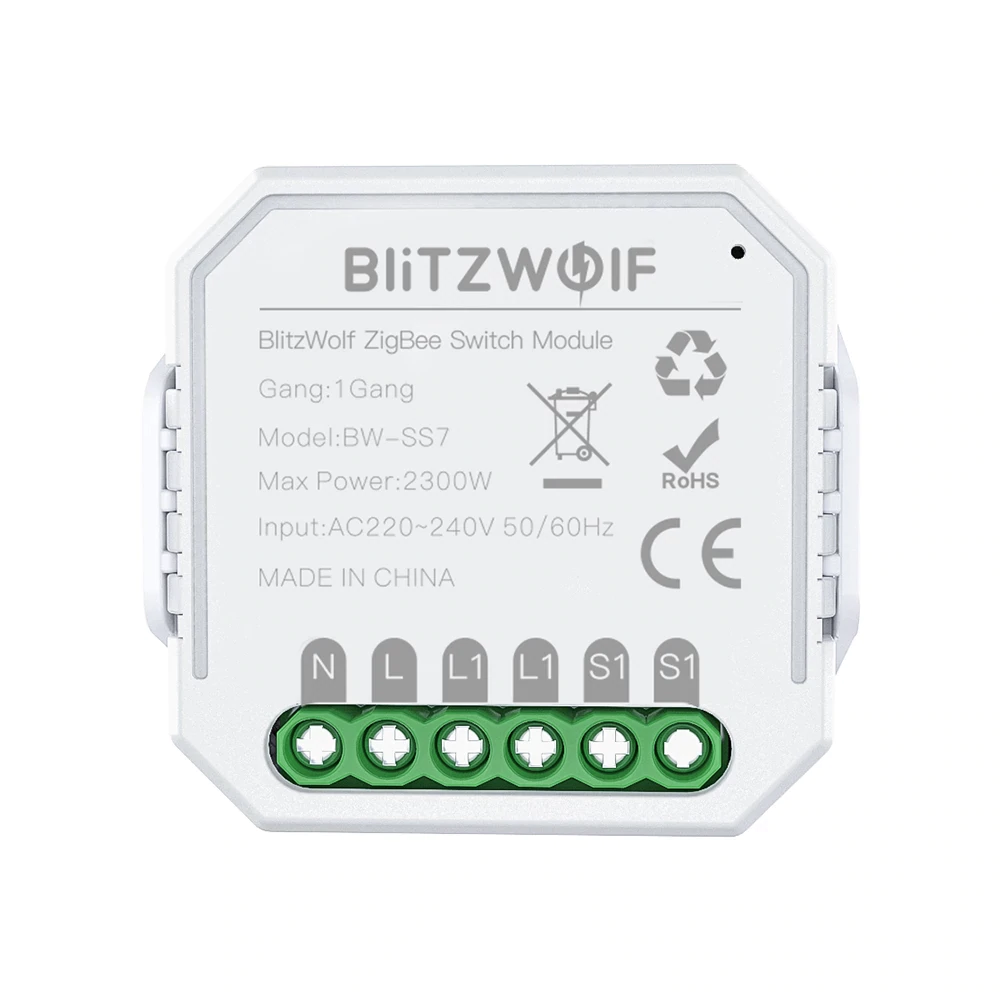 BLiTZWOlF
BlitzWolf ZigBee Switch Module
Gang:1Gang
Model:BW-SS7
Max Power:2300W
Input:AC220~240V 50/60Hz
MADE IN CHINA
RoHS
CE
N L L1 L1 S1 S1